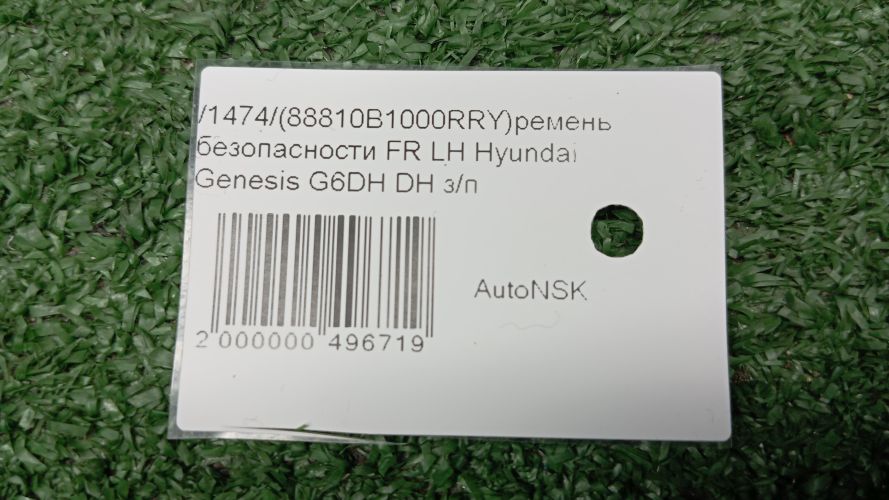 /1474/(88810B1000RRY)ремень
безопасности FR LH Hyundai
Genesis G6DH DH з/п
AutoNSK
2 000000 496719